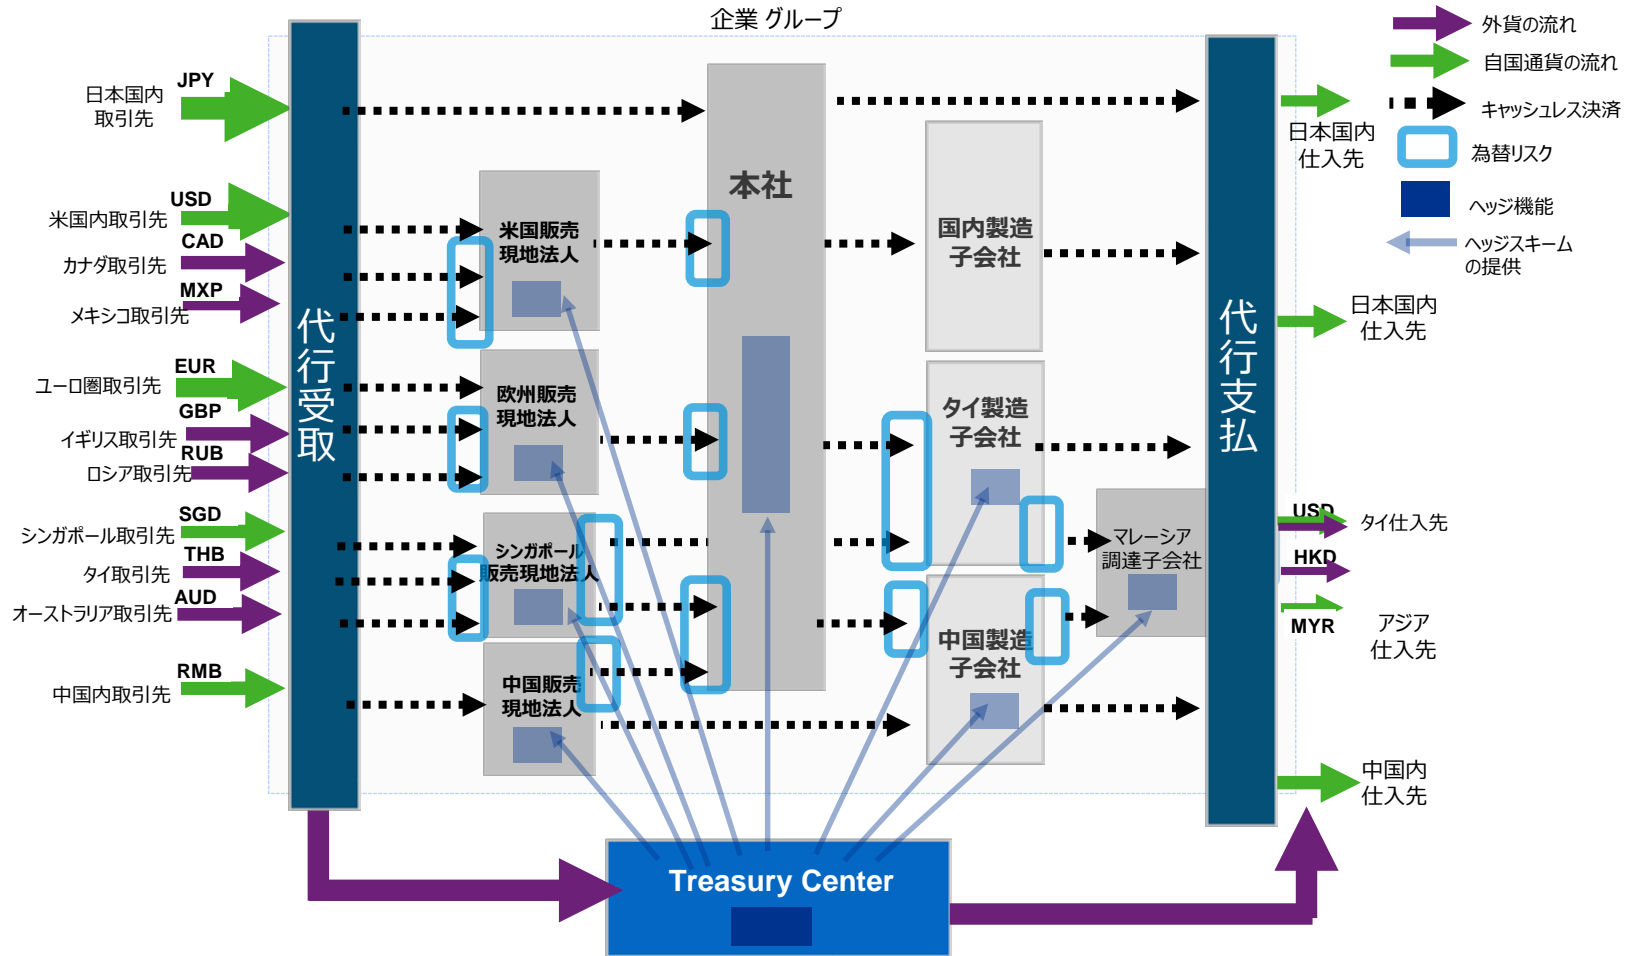 企業 グループ
外貨の流れ
自国通貨の流れ
キャッシュレス決済
為替リスク
ヘッジ機能
ヘッジスキーム
の提供
JPY
日本国内
取引先
USD
米国内取引先
CAD
カナダ取引先
MXP
メキシコ取引先
EUR
ユーロ圏取引先
GBP
イギリス取引先
RUB
ロシア取引先
SGD
シンガポール取引先
THB
タイ取引先
AUD
オーストラリア取引先
RMB
中国内取引先
代行受取
米国販売
現地法人
欧州販売
現地法人
シンガポール
販売現地法人
中国販売
現地法人
本社
国内製造
子会社
タイ製造
子会社
中国製造
子会社
マレーシア
調達子会社
代行支払
日本国内
仕入先
日本国内
仕入先
USD
タイ仕入先
HKD
MYR
アジア
仕入先
中国内
仕入先
Treasury Center